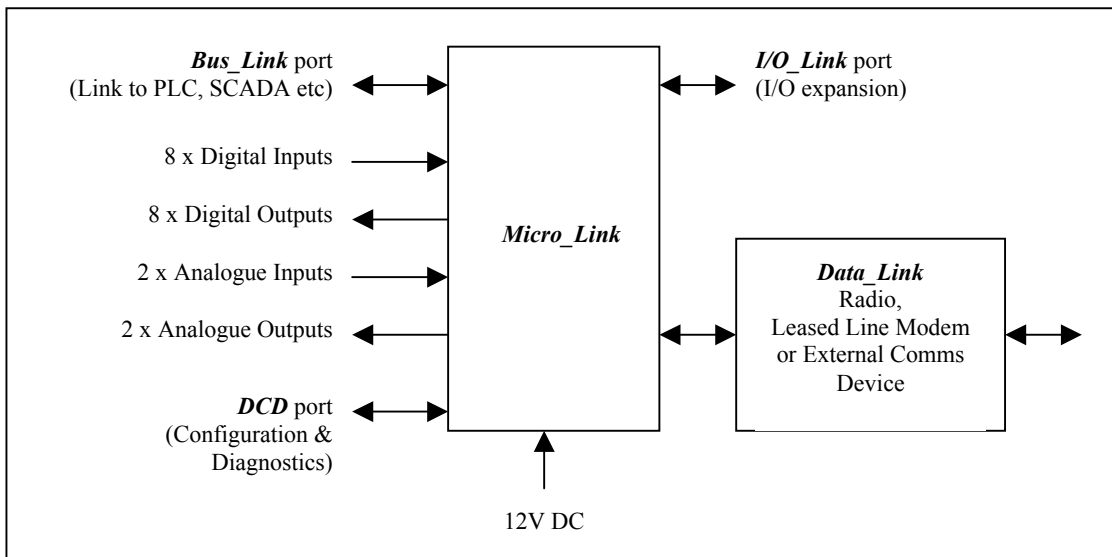 Bus_Link port
(Link to PLC, SCADA etc)
8 x Digital Inputs
8 x Digital Outputs
2 x Analogue Inputs
2 x Analogue Outputs
DCD port
(Configuration &
Diagnostics)
Micro_Link
12V DC
I/O_Link port
(I/O expansion)
Data_Link
Radio,
Leased Line Modem
or External Comms
Device